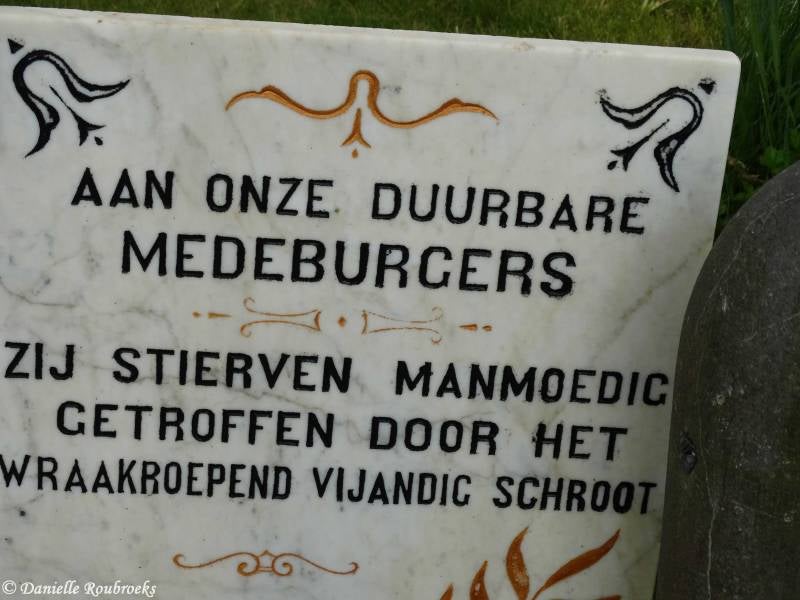 AAN ONZE DUURBARE
MEDEBURGERS
ZIJ STIERVEN MANMOEDIG
GETROFFEN DOOR HET
WRAAKROEPEND VIJANDIG SCHROOT
© Danielle Roubroeks